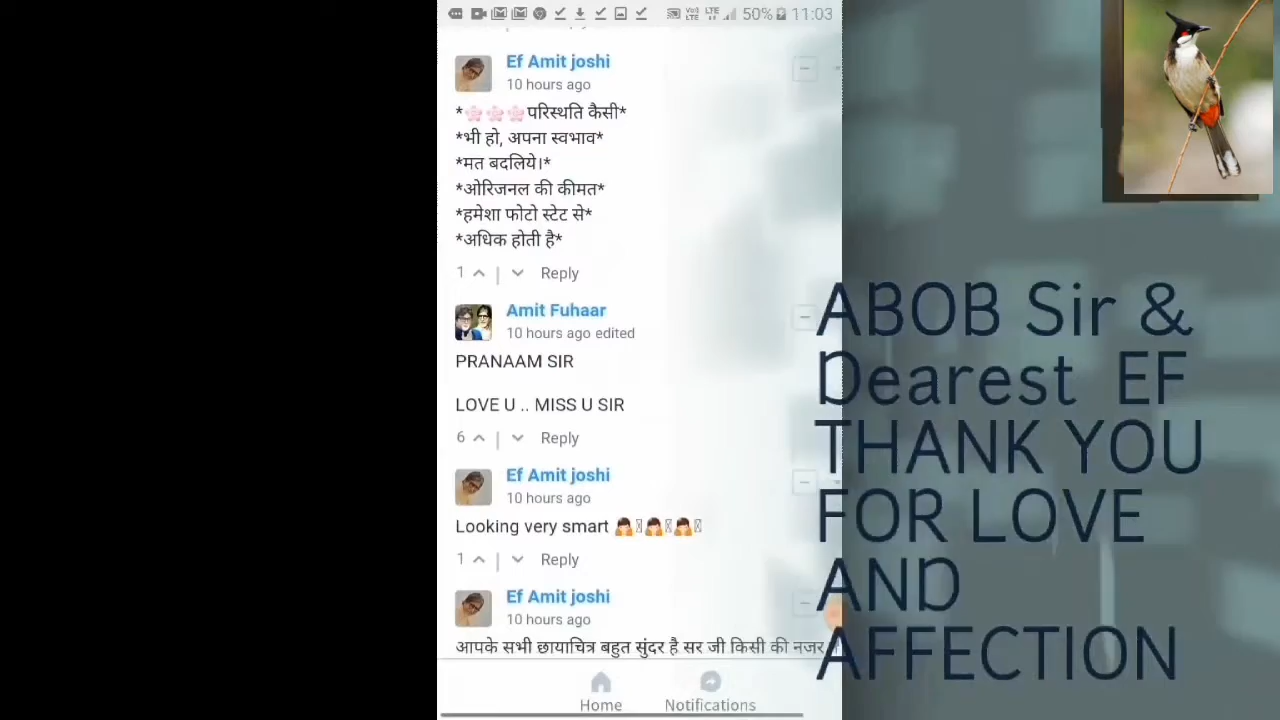 50% 11:03
Ef Amit joshi
10 hours ago
*🌸🌸🌸परिस्थति कैसी*
*भी हो, अपना स्वभाव*
*मत बदलिये।*
*ओरिजनल की कीमत*
*हमेशा फोटो स्टेट से*
*अधिक होती है*
1 Reply
Amit Fuhaar
10 hours ago edited
PRANAAM SIR
LOVE U .. MISS U SIR
6 Reply
Ef Amit joshi
10 hours ago
Looking very smart
1 Reply
Ef Amit joshi
10 hours ago
आपके सभी छायाचित्र बहुत सुंदर है सर जी किसी की नजर
Home Notifications
ABOB Sir &
Dearest EF
THANK YOU
FOR LOVE
AND
AFFECTION